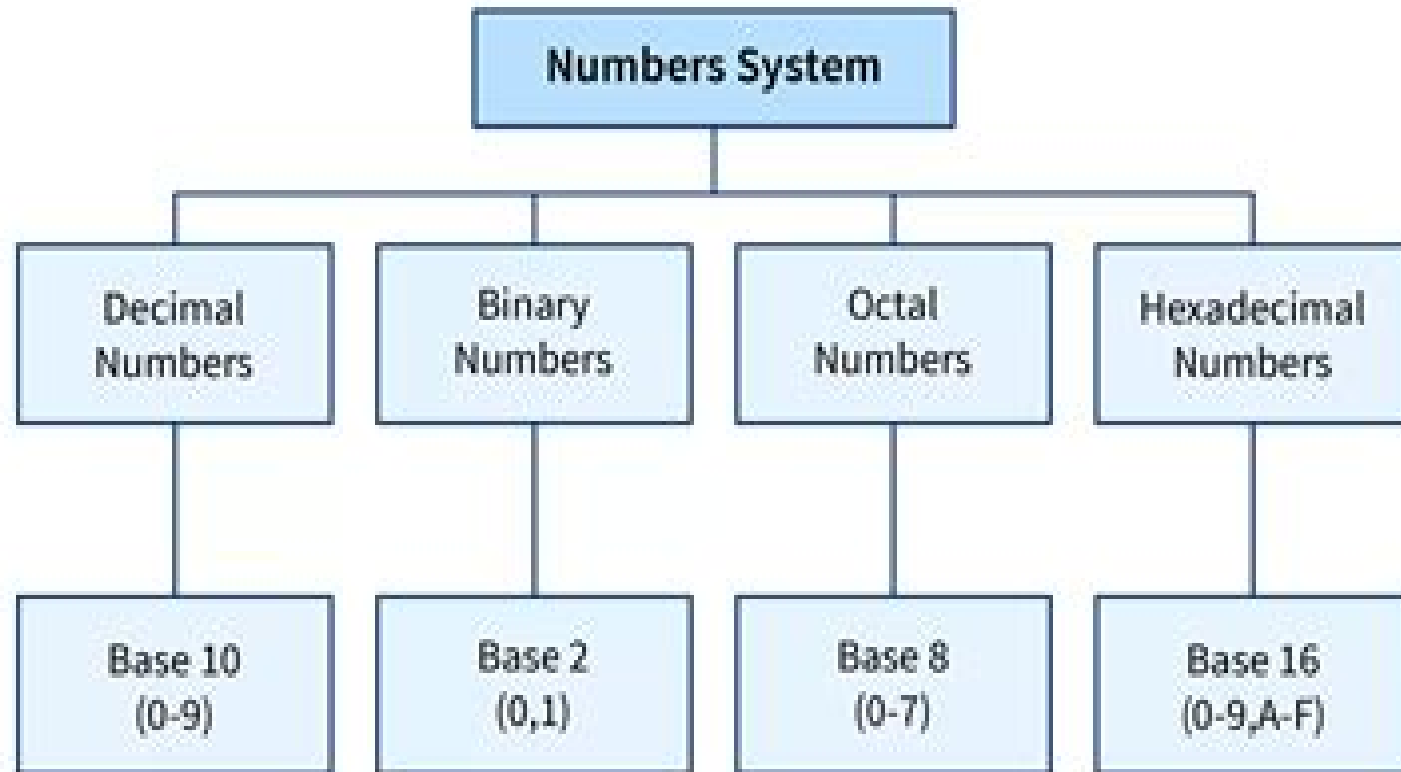 Numbers System
Decimal
Numbers
Binary
Numbers
Octal
Numbers
Hexadecimal
Numbers
Base 10
(0-9)
Base 2
(0,1)
Base 8
(0-7)
Base 16
(0-9,A-F)